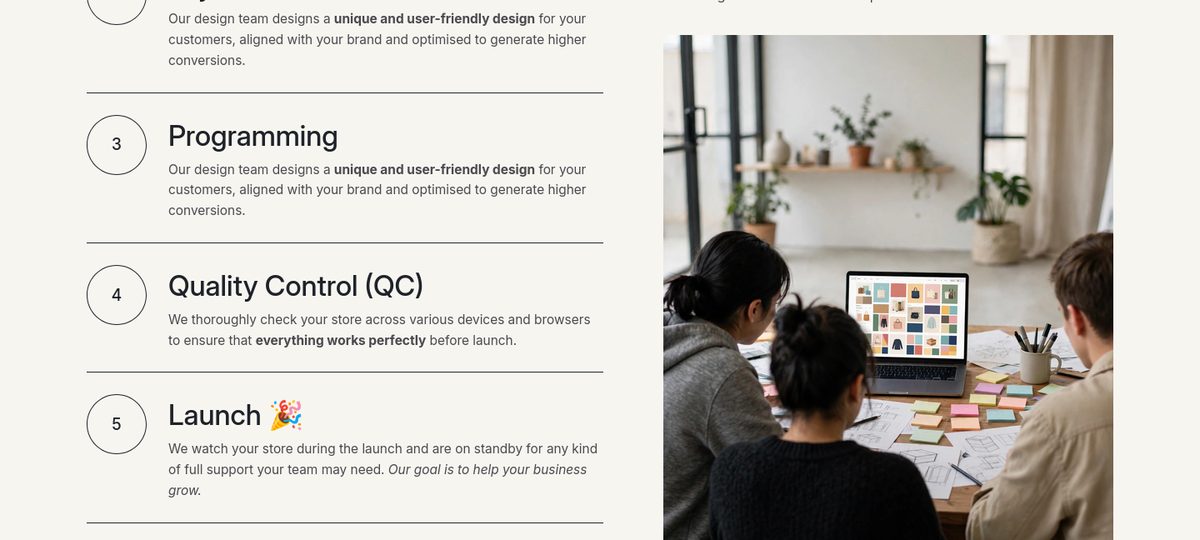 Our design team designs a unique and user-friendly design for your
customers, aligned with your brand and optimised to generate higher
conversions.
3
Programming
Our design team designs a unique and user-friendly design for your
customers, aligned with your brand and optimised to generate higher
conversions.
4
Quality Control (QC)
We thoroughly check your store across various devices and browsers
to ensure that everything works perfectly before launch.
5
Launch 🎉
We watch your store during the launch and are on standby for any kind
of full support your team may need. Our goal is to help your business
grow.